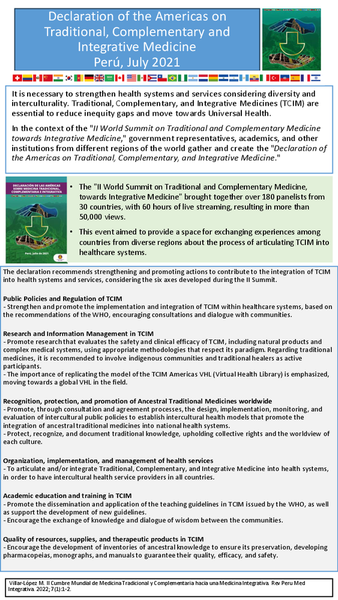 Declaration of the Americas on
Traditional, Complementary and
Integrative Medicine
Perú, July 2021
It is necessary to strengthen health systems and services considering diversity and
interculturality. Traditional, Complementary, and Integrative Medicines (TCIM) are
essential to reduce inequity gaps and move towards Universal Health.
In the context of the "II World Summit on Traditional and Complementary Medicine
towards Integrative Medicine," government representatives, academics, and other
institutions from different regions of the world gather and create the "Declaration of
the Americas on Traditional, Complementary, and Integrative Medicine."
DECLARACIÓN DE LAS AMÉRICAS
SOBRE MEDICINA TRADICIONAL,
COMPLEMENTARIA E INTEGRATIVA
• The "II World Summit on Traditional and Complementary Medicine,
towards Integrative Medicine" brought together over 180 panelists from
30 countries, with 60 hours of live streaming, resulting in more than
50,000 views.
• This event aimed to provide a space for exchanging experiences among
countries from diverse regions about the process of articulating TCIM into
healthcare systems.
The declaration recommends strengthening and promoting actions to contribute to the integration of TCIM
into health systems and services, considering the six axes developed during the II Summit.
Public Policies and Regulation of TCIM
- Strengthen and promote the implementation and integration of TCIM within healthcare systems, based on
the recommendations of the WHO, encouraging consultations and dialogue with communities.
Research and Information Management in TCIM
- Promote research that evaluates the safety and clinical efficacy of TCIM, including natural products and
complex medical systems, using appropriate methodologies that respect its paradigm. Regarding traditional
medicines, it is recommended to involve indigenous communities and traditional healers as active
participants.
- The importance of replicating the model of the TCIM Americas VHL (Virtual Health Library) is emphasized,
moving towards a global VHL in the field.
Recognition, protection, and promotion of Ancestral Traditional Medicines worldwide
- Promote, through consultation and agreement processes, the design, implementation, monitoring, and
evaluation of intercultural public policies to establish intercultural health models that promote the
integration of ancestral traditional medicines into national health systems.
-Protect, recognize, and document traditional knowledge, upholding collective rights and the worldview of
each culture.
Organization, implementation, and management of health services
- To articulate and/or integrate Traditional, Complementary, and Integrative Medicine into health systems,
in order to have intercultural health service providers in all countries.
Academic education and training in TCIM
- Promote the dissemination and application of the teaching guidelines in TCIM issued by the WHO, as well
as support the development of new guidelines.
- Encourage the exchange of knowledge and dialogue of wisdom between the communities.
Quality of resources, supplies, and therapeutic products in TCIM
- Encourage the development of inventories of ancestral knowledge to ensure its preservation, developing
pharmacopeias, monographs, and manuals to guarantee their quality, efficacy, and safety.
Villar-López M. II Cumbre Mundial de Medicina Tradicional y Complementaria hacia una Medicina Integrativa. Rev Peru Med
Integrativa. 2022;7(1):1-2.